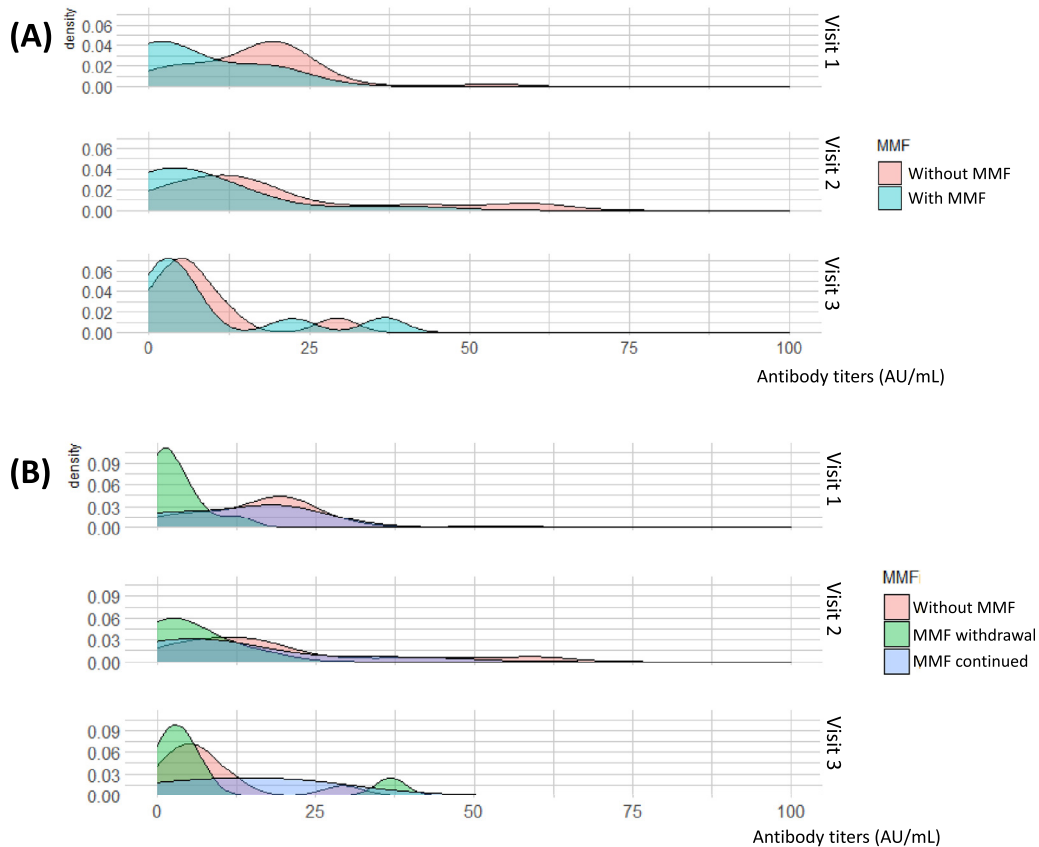 (A)
density
0.06
0.04
0.02
0.00
Visit 1
0.06
0.04
0.02
0.00
Visit 2
MMF
Without MMF
With MMF
0.06
0.04
0.02
0.00
Visit 3
0 25 50 75 100
Antibody titers (AU/mL)
(B)
density
0.09
0.06
0.03
0.00
Visit 1
0.09
0.06
0.03
0.00
Visit 2
MMF
Without MMF
MMF withdrawal
MMF continued
0.09
0.06
0.03
0.00
Visit 3
0 25 50 75 100
Antibody titers (AU/mL)